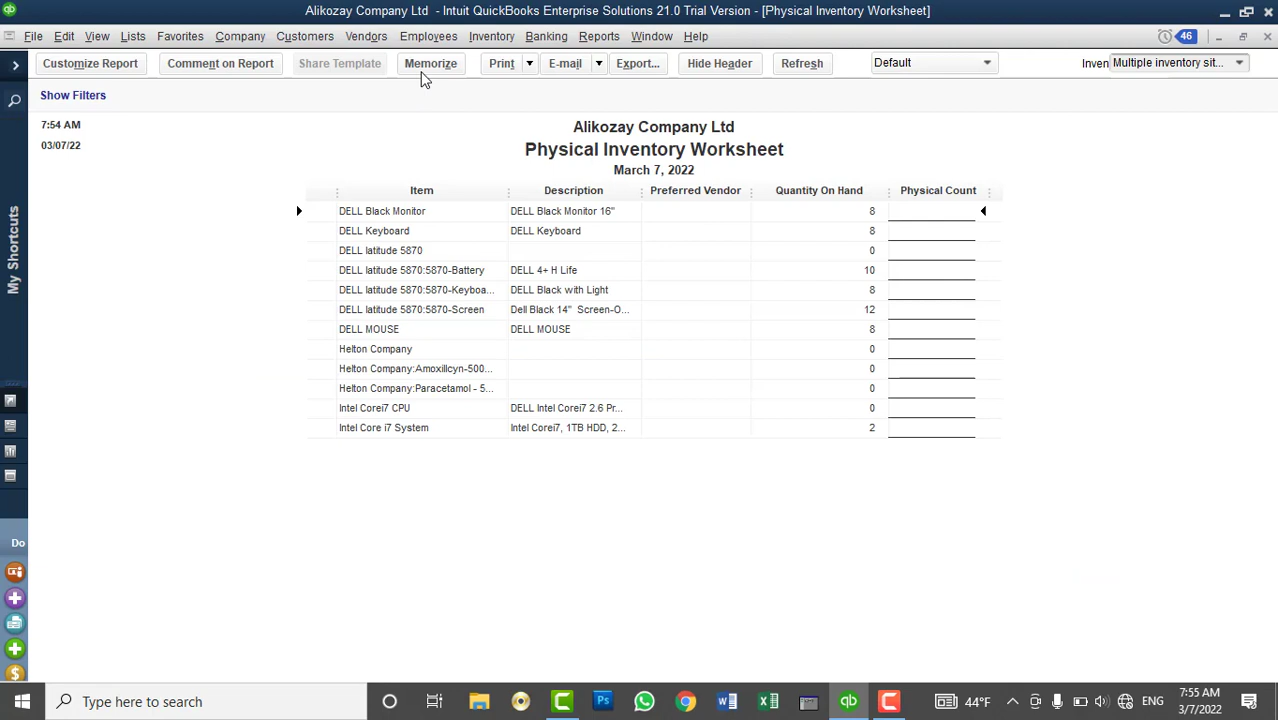 Alikozay Company Ltd - Intuit QuickBooks Enterprise Solutions 21.0 Trial Version - [Physical Inventory Worksheet]
File Edit View Lists Favorites Company Customers Vendors Employees Inventory Banking Reports Window Help 46
Customize Report Comment on Report Share Template Memorize Print E-mail Export... Hide Header Refresh Default Inven Multiple inventory sit...
Show Filters
7:54 AM
03/07/22
Alikozay Company Ltd
Physical Inventory Worksheet
March 7, 2022
Item Description Preferred Vendor Quantity On Hand Physical Count
DELL Black Monitor DELL Black Monitor 16" 8
DELL Keyboard DELL Keyboard 8
DELL latitude 5870 0
DELL latitude 5870:5870-Battery DELL 4+ H Life 10
DELL latitude 5870:5870-Keyboa... DELL Black with Light 8
DELL latitude 5870:5870-Screen Dell Black 14" Screen-O... 12
DELL MOUSE DELL MOUSE 8
Helton Company 0
Helton Company:Amoxillcyn-500... 0
Helton Company:Paracetamol - 5... 0
Intel Corei7 CPU DELL Intel Corei7 2.6 Pr... 0
Intel Core i7 System Intel Corei7, 1TB HDD, 2... 2
My Shortcuts
Do
Type here to search
44°F ENG
7:55 AM
3/7/2022